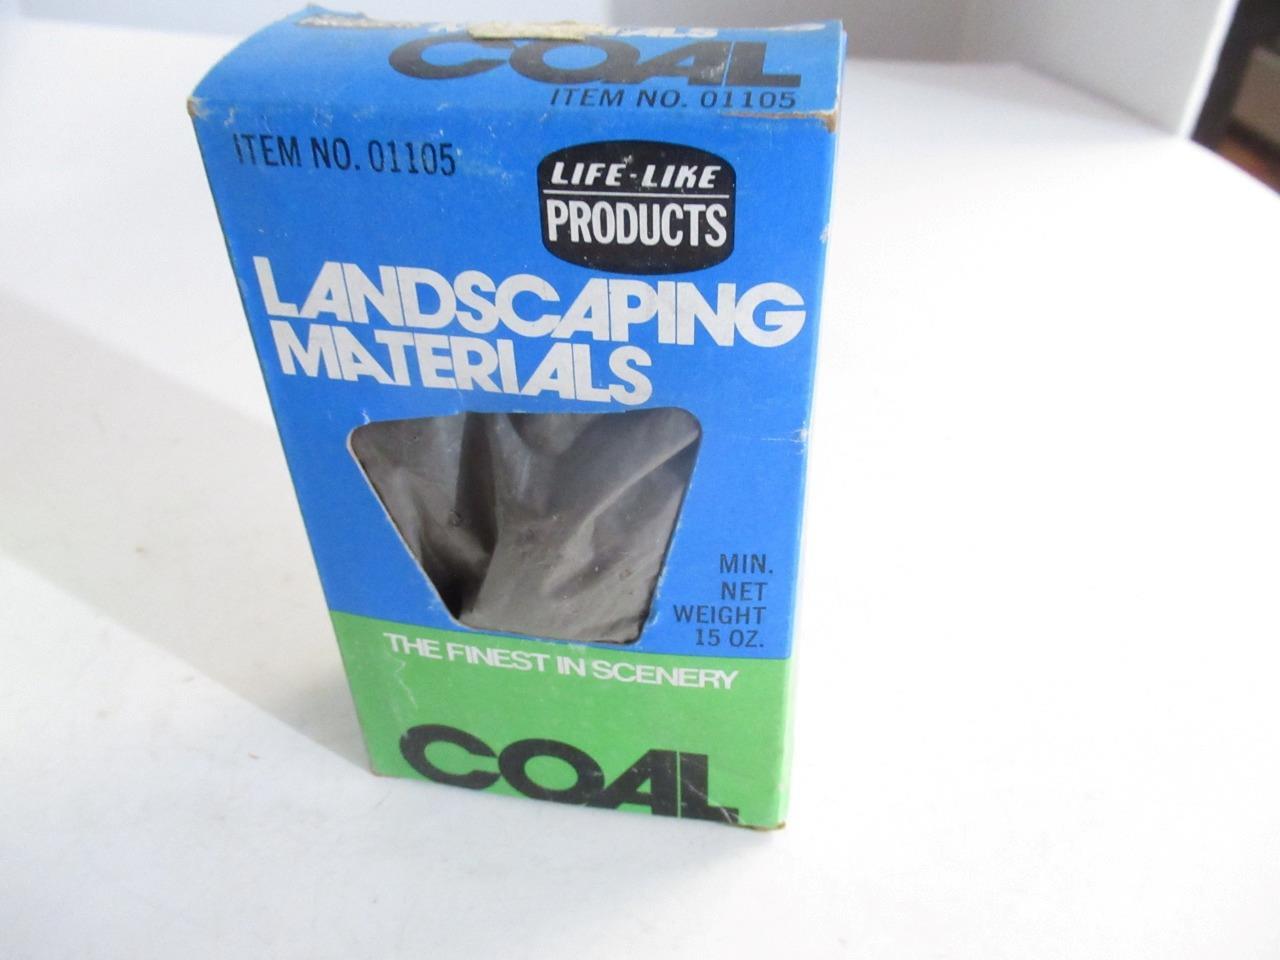 MATERIALS
COAL
ITEM NO. 01105
ITEM NO. 01105
LIFE-LIKE
PRODUCTS
LANDSCAPING
MATERIALS
MIN.
NET
WEIGHT
15 OZ.
THE FINEST IN SCENERY
COAL